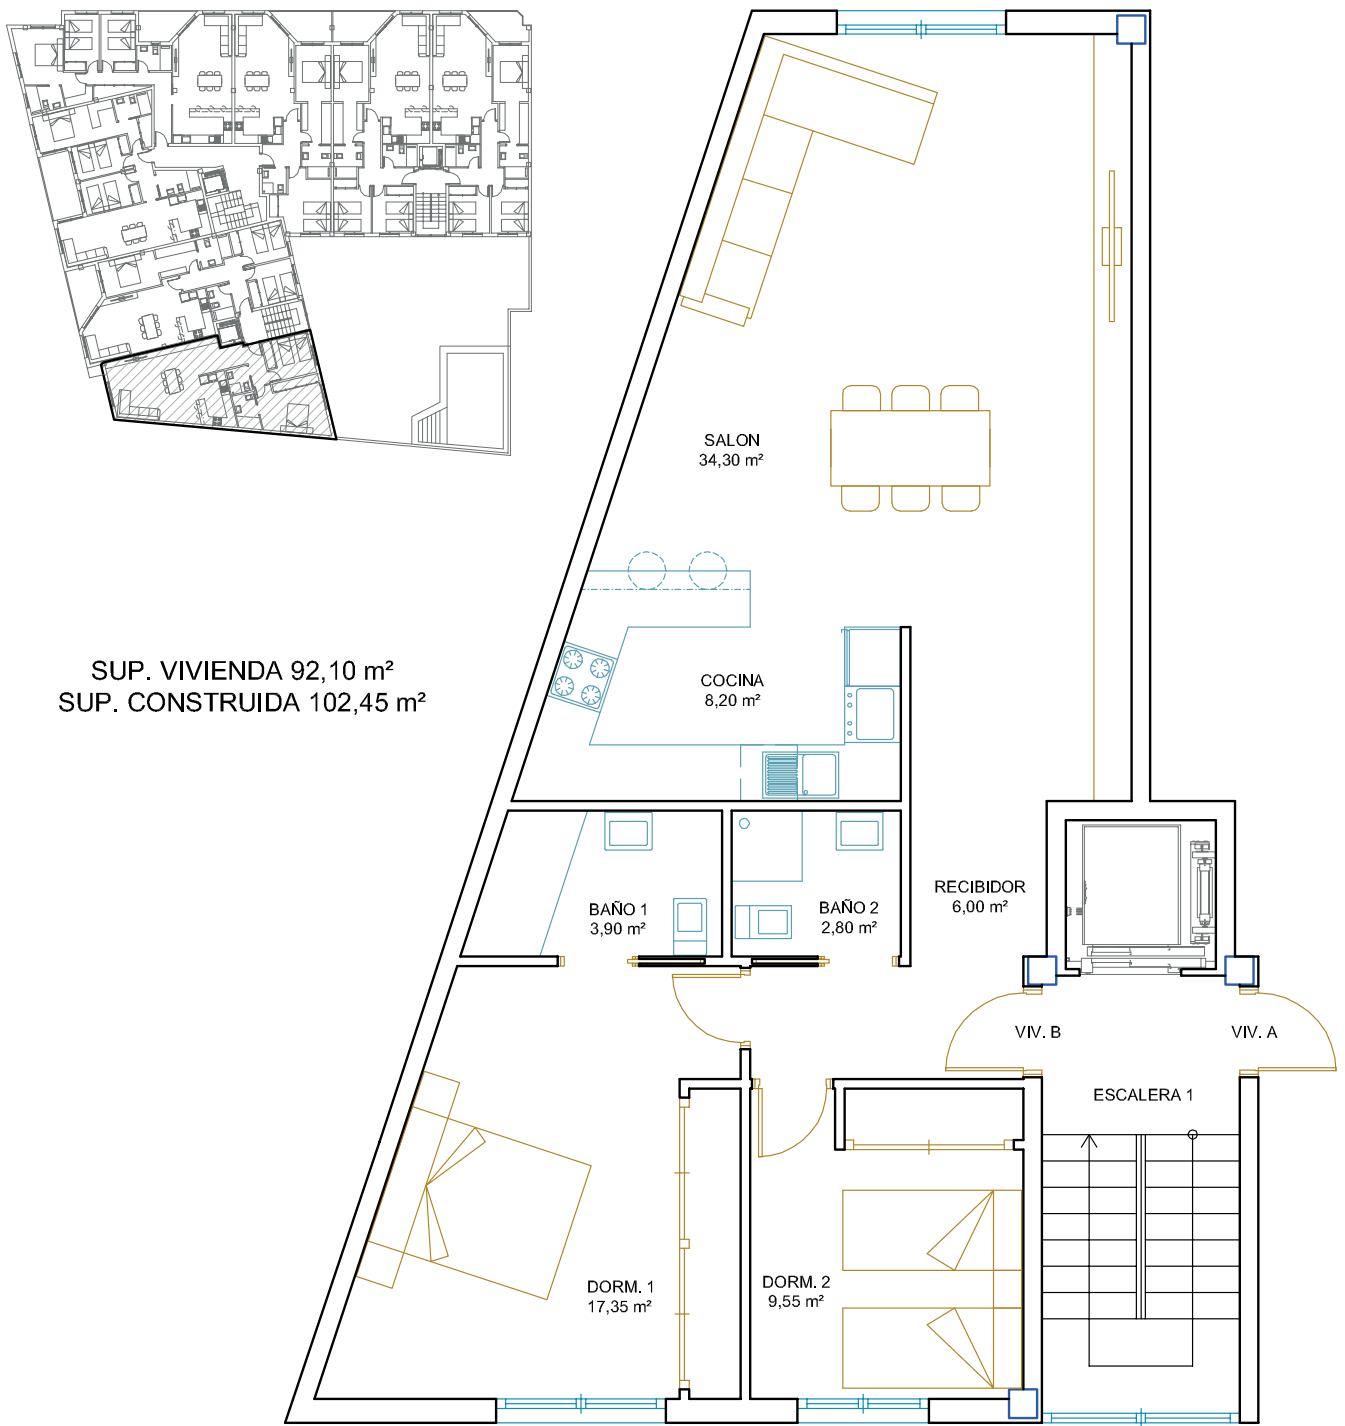 SALON
34,30 m²
SUP. VIVIENDA 92,10 m²
SUP. CONSTRUIDA 102,45 m²
COCINA
8,20 m²
BAÑO 1
3,90 m²
BAÑO 2
2,80 m²
RECIBIDOR
6,00 m²
VIV. B
VIV. A
ESCALERA 1
DORM. 1
17,35 m²
DORM. 2
9,55 m²